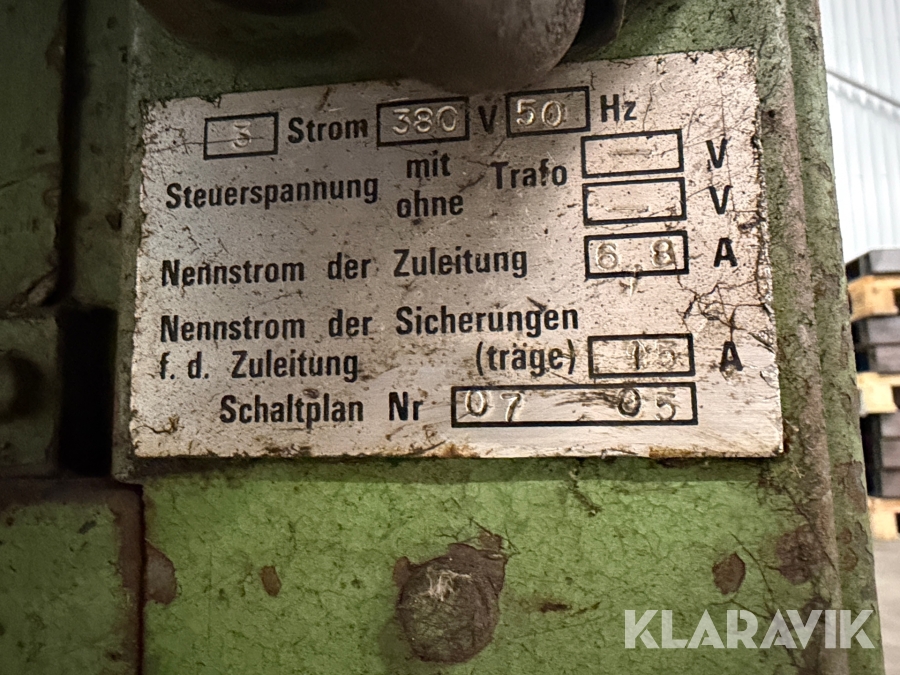 3 Strom 380 V 50 Hz
Steuerspannung mit Trafo - V
ohne - V
Nennstrom der Zuleitung 6,8 A
Nennstrom der Sicherungen
f. d. Zuleitung (träge) 15 A
Schaltplan Nr 07 05
KLARAVIK